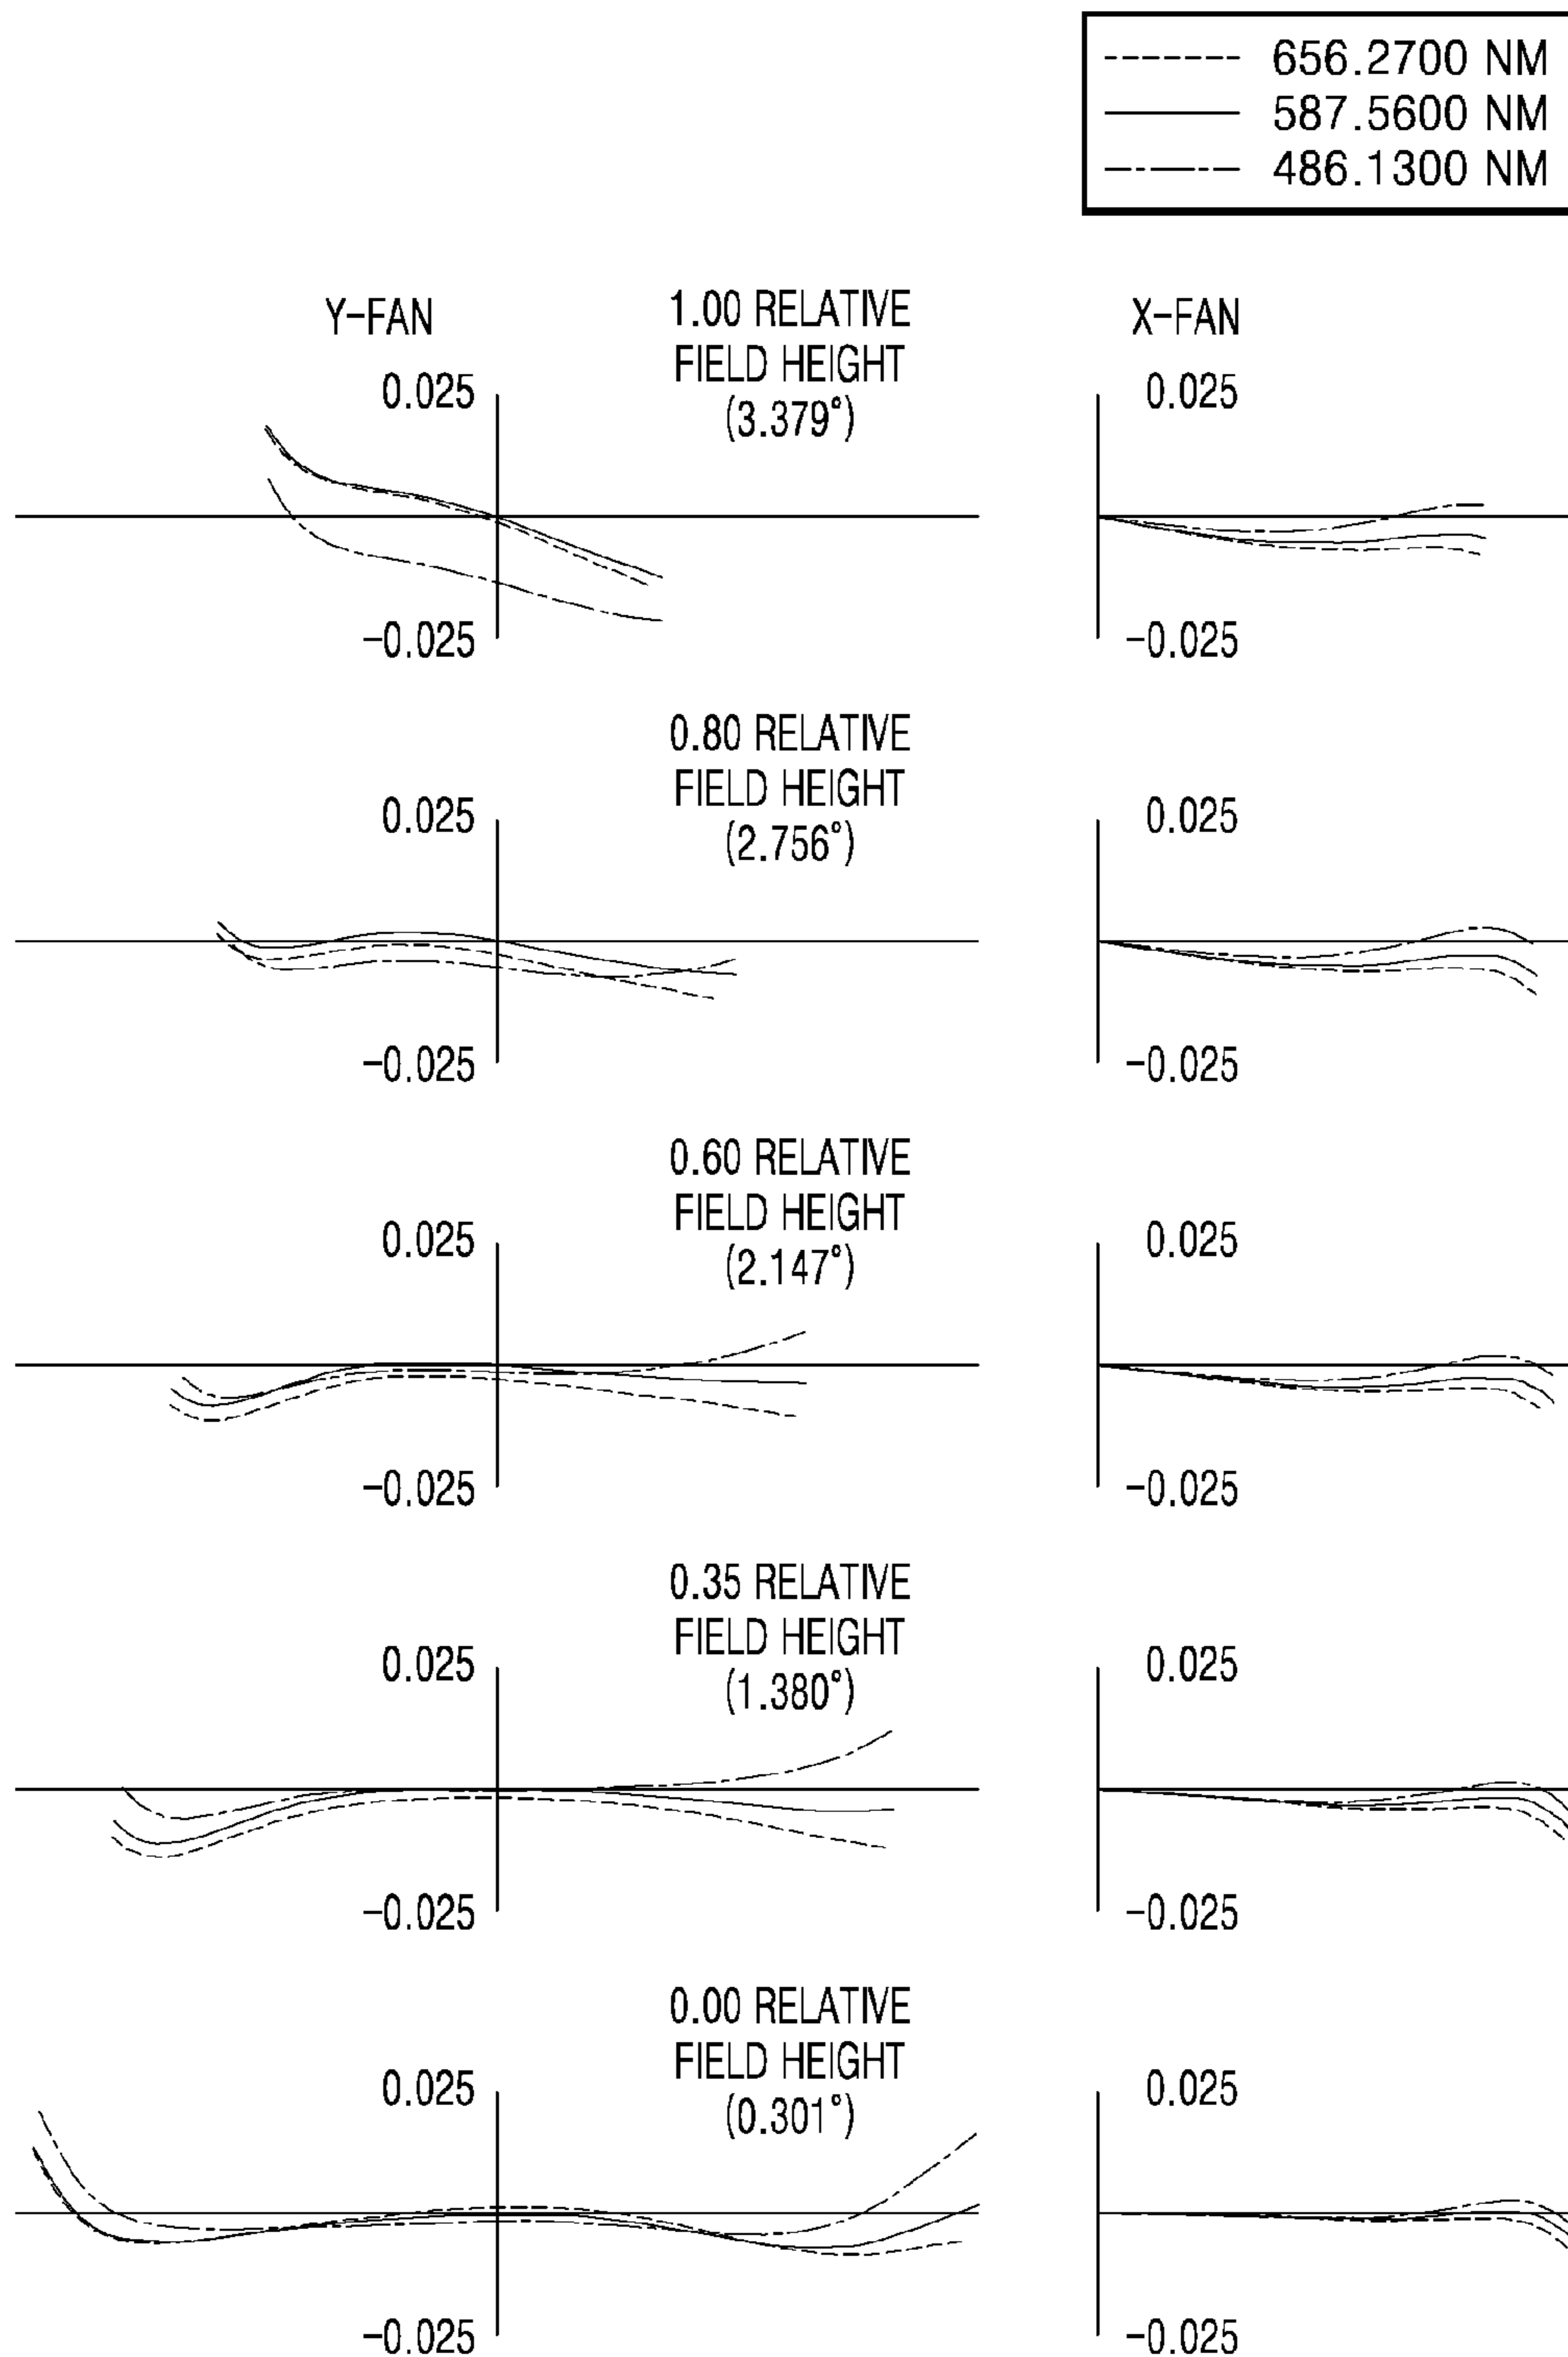 656.2700 NM
587.5600 NM
486.1300 NM
Y-FAN
1.00 RELATIVE
FIELD HEIGHT
(3.379°)
X-FAN
0.025
0.025
-0.025
-0.025
0.80 RELATIVE
FIELD HEIGHT
(2.756°)
0.025
0.025
-0.025
-0.025
0.60 RELATIVE
FIELD HEIGHT
(2.147°)
0.025
0.025
-0.025
-0.025
0.35 RELATIVE
FIELD HEIGHT
(1.380°)
0.025
0.025
-0.025
-0.025
0.00 RELATIVE
FIELD HEIGHT
(0.301°)
0.025
0.025
-0.025
-0.025